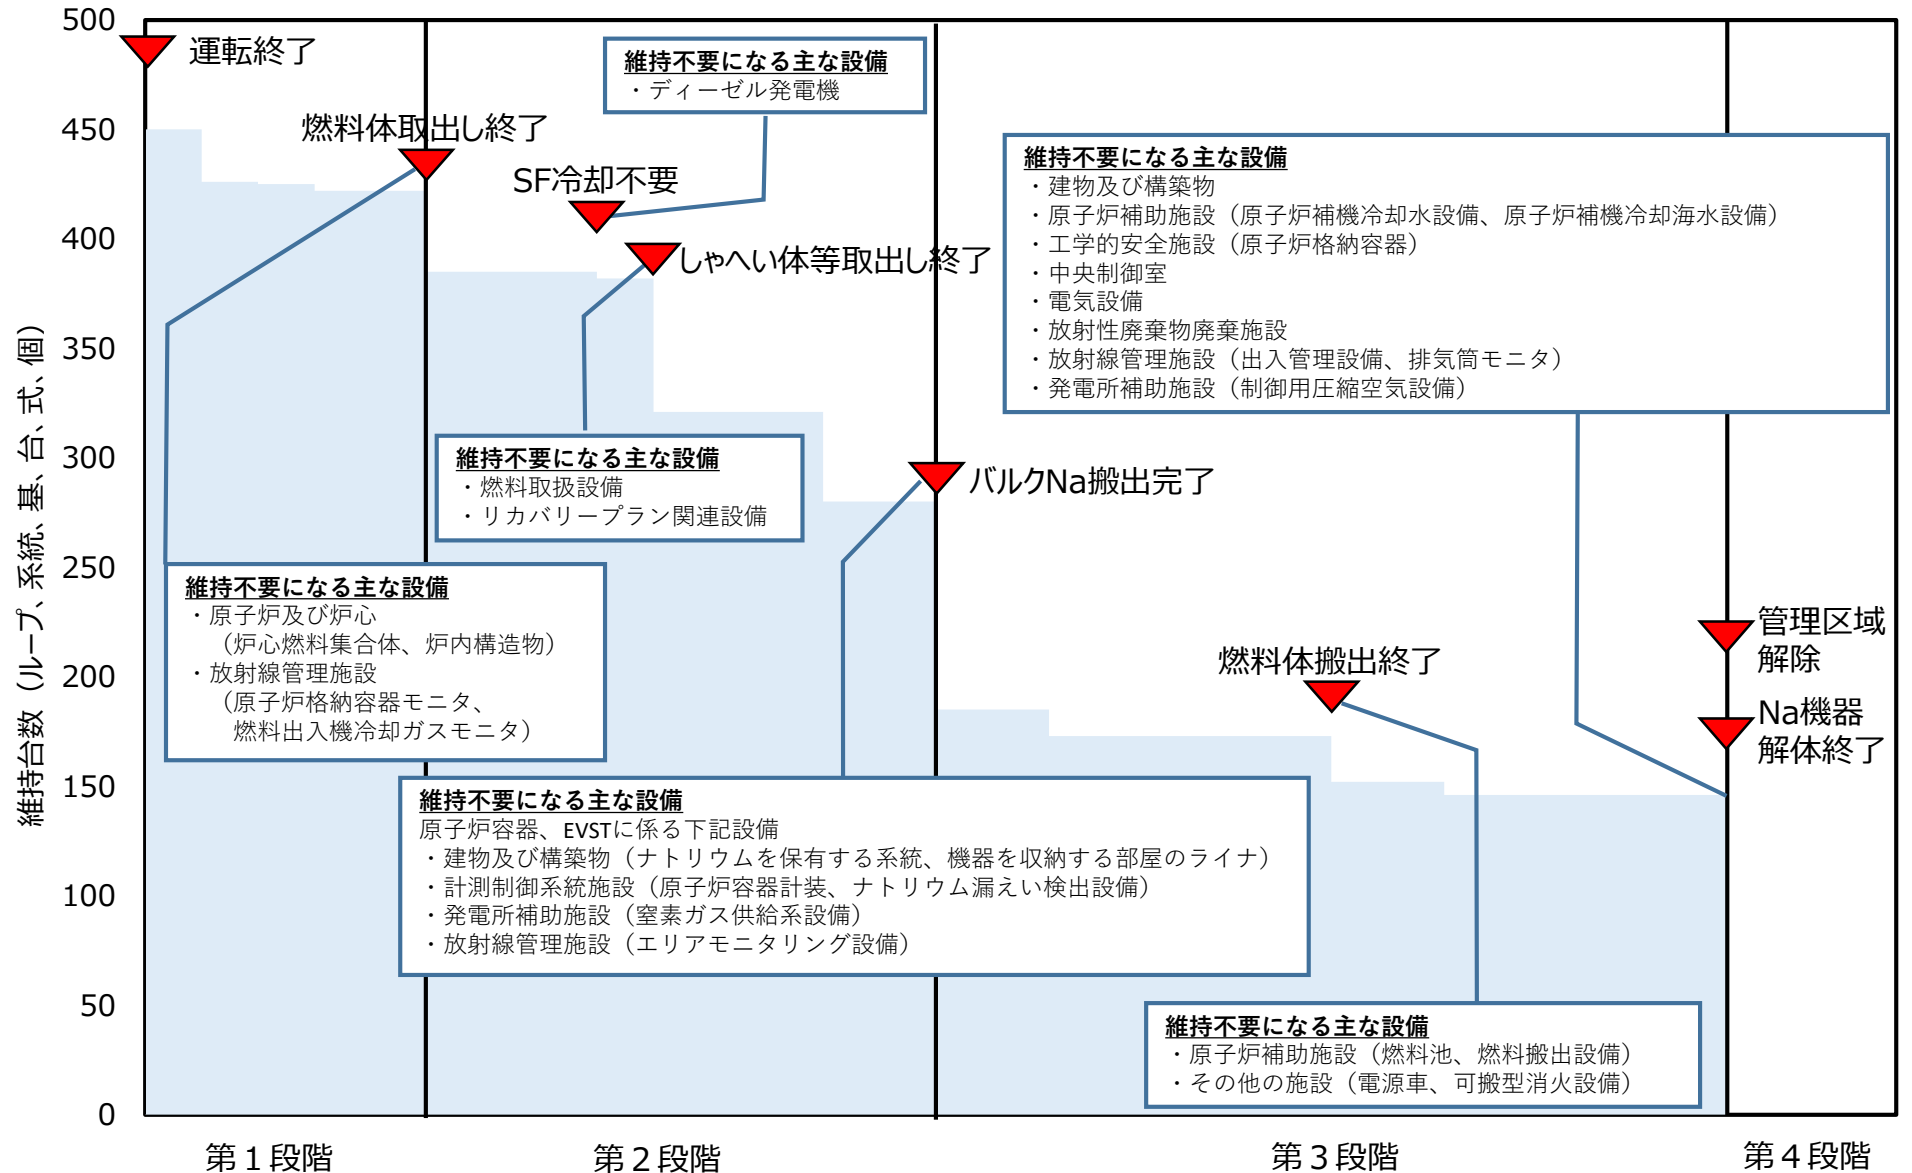 維持台数（ループ、系統、基、台、式、個）
500
450
400
350
300
250
200
150
100
50
0
運転終了
燃料体取出し終了
維持不要になる主な設備
・ディーゼル発電機
SF冷却不要
しゃへい体等取出し終了
維持不要になる主な設備
・建物及び構築物
・原子炉補助施設（原子炉補機冷却水設備、原子炉補機冷却海水設備）
・工学的安全施設（原子炉格納容器）
・中央制御室
・電気設備
・放射性廃棄物廃棄施設
・放射線管理施設（出入管理設備、排気筒モニタ）
・発電所補助施設（制御用圧縮空気設備）
維持不要になる主な設備
・燃料取扱設備
・リカバリープラン関連設備
バルクNa搬出完了
維持不要になる主な設備
・原子炉及び炉心
（炉心燃料集合体、炉内構造物）
・放射線管理施設
（原子炉格納容器モニタ、
燃料出入機冷却ガスモニタ）
燃料体搬出終了
管理区域
解除
Na機器
解体終了
維持不要になる主な設備
原子炉容器、EVSTに係る下記設備
・建物及び構築物（ナトリウムを保有する系統、機器を収納する部屋のライナ）
・計測制御系統施設（原子炉容器計装、ナトリウム漏えい検出設備）
・発電所補助施設（窒素ガス供給系設備）
・放射線管理施設（エリアモニタリング設備）
維持不要になる主な設備
・原子炉補助施設（燃料池、燃料搬出設備）
・その他の施設（電源車、可搬型消火設備）
第１段階
第２段階
第３段階
第４段階